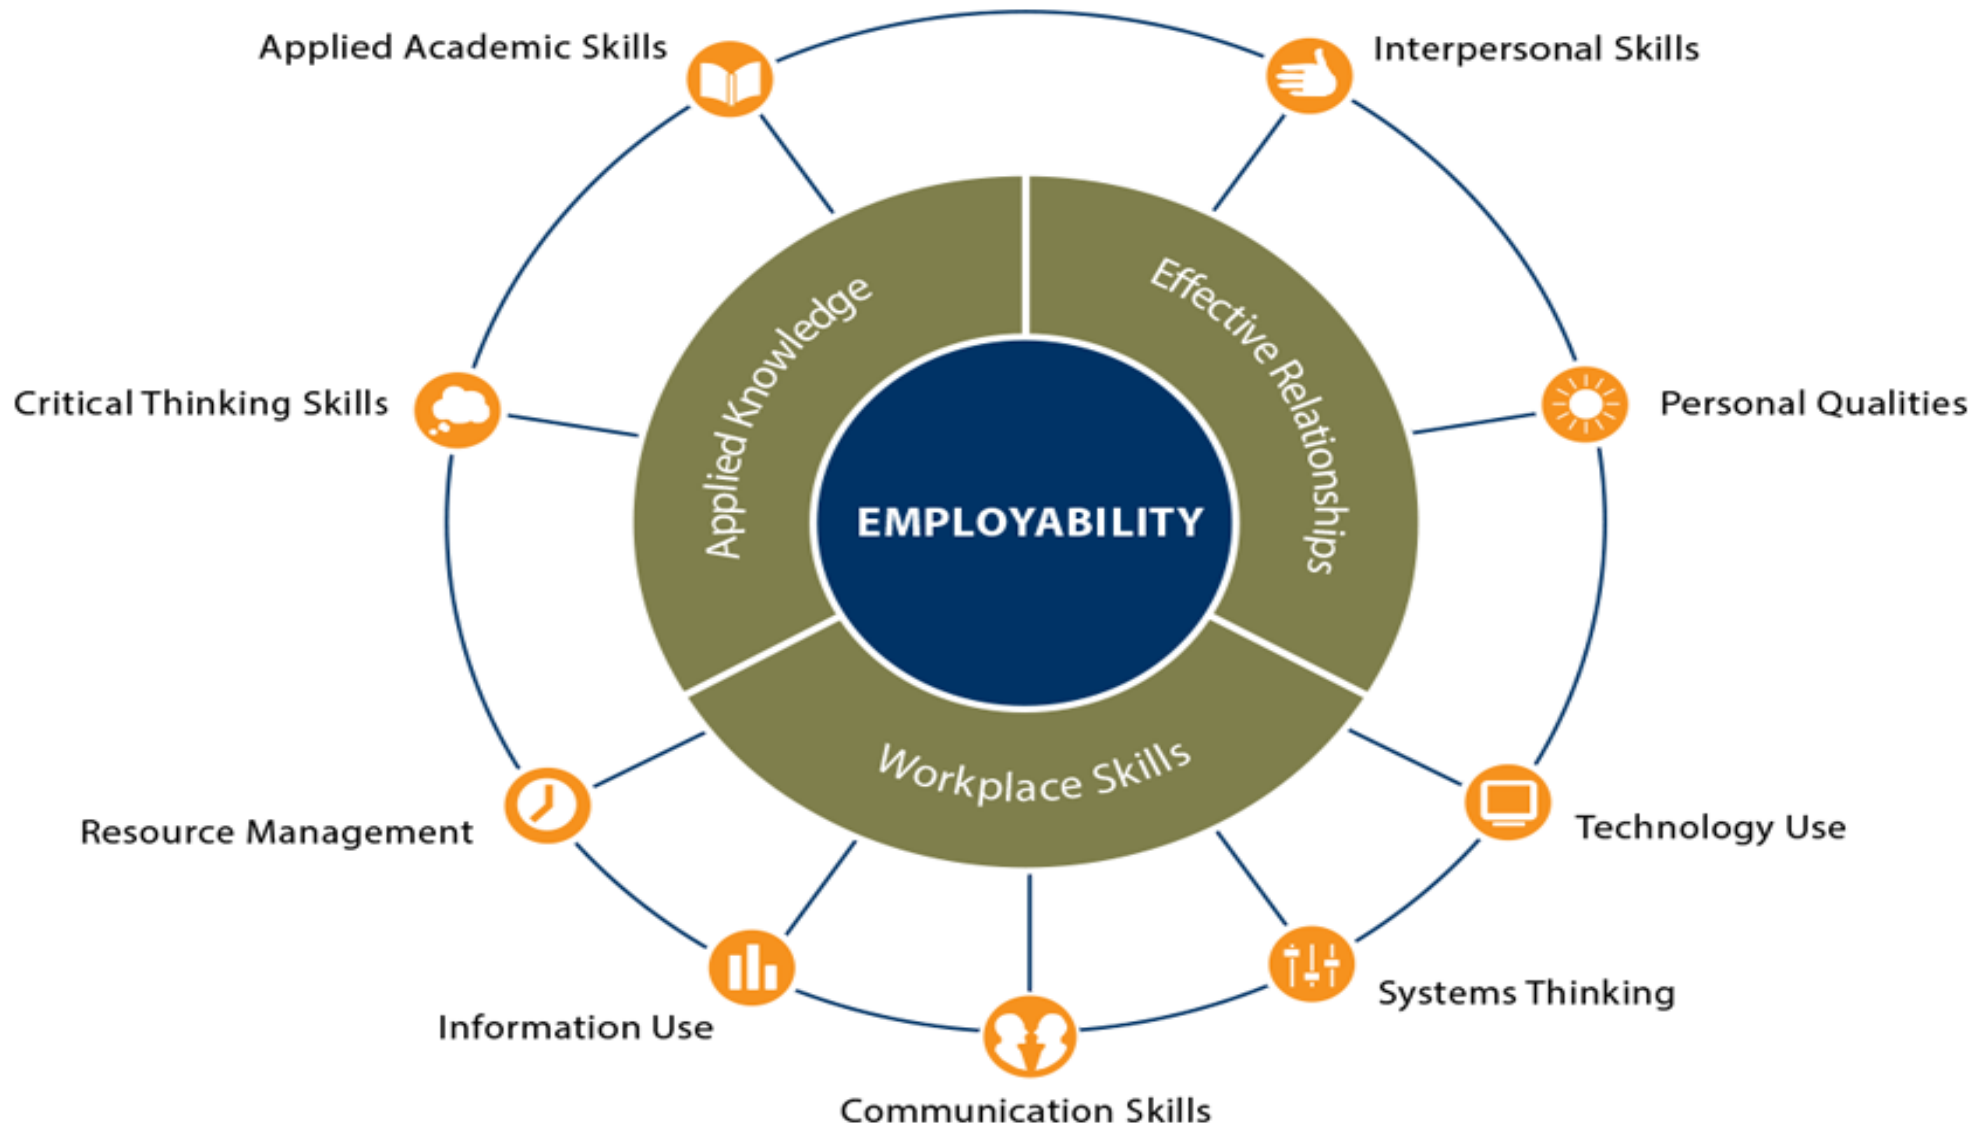 Applied Academic Skills
Interpersonal Skills
Applied Knowledge
Effective Relationships
Critical Thinking Skills
Personal Qualities
EMPLOYABILITY
Workplace Skills
Resource Management
Technology Use
Information Use
Systems Thinking
Communication Skills